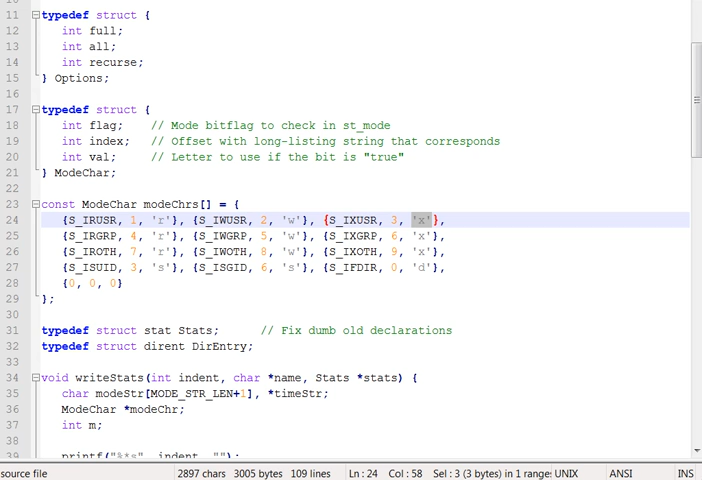 11 typedef struct {
12 int full;
13 int all;
14 int recurse;
15 } Options;
16
17 typedef struct {
18 int flag; // Mode bitflag to check in st_mode
19 int index; // Offset with long-listing string that corresponds
20 int val; // Letter to use if the bit is "true"
21 } ModeChar;
22
23 const ModeChar modeChrs[] = {
24 {S_IRUSR, 1, 'r'}, {S_IWUSR, 2, 'w'}, {S_IXUSR, 3, 'x'},
25 {S_IRGRP, 4, 'r'}, {S_IWGRP, 5, 'w'}, {S_IXGRP, 6, 'x'},
26 {S_IROTH, 7, 'r'}, {S_IWOTH, 8, 'w'}, {S_IXOTH, 9, 'x'},
27 {S_ISUID, 3, 's'}, {S_ISGID, 6, 's'}, {S_IFDIR, 0, 'd'},
28 {0, 0, 0}
29 };
30
31 typedef struct stat Stats; // Fix dumb old declarations
32 typedef struct dirent DirEntry;
33
34 void writeStats(int indent, char *name, Stats *stats) {
35 char modeStr[MODE_STR_LEN+1], *timeStr;
36 ModeChar *modeChr;
37 int m;
38
39 printf("%*s", indent, "");
source file 2897 chars 3005 bytes 109 lines Ln : 24 Col : 58 Sel : 3 (3 bytes) in 1 range UNIX ANSI INS